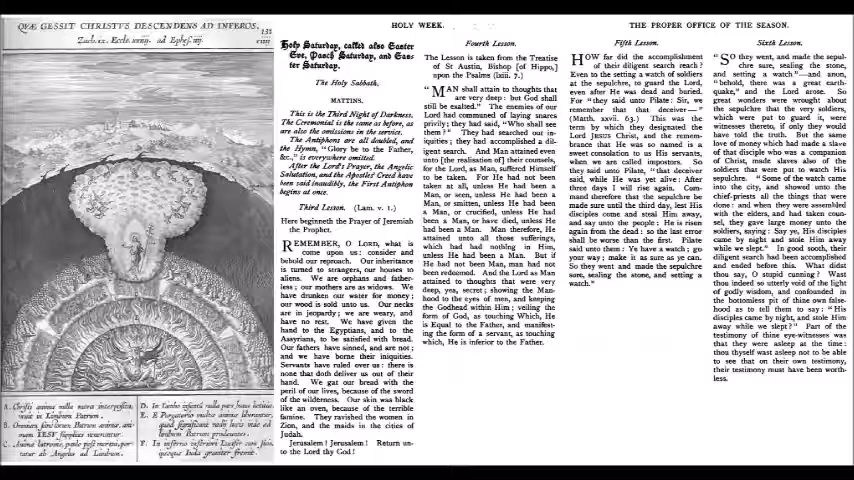 QVÆ GESSIT CHRISTVS DESCENDENS AD INFEROS.
Zach. ix. Eccle. xxiiij. ad Ephes. iiij.
HOLY WEEK.
THE PROPER OFFICE OF THE SEASON.
Holy Saturday, called also Easter
Eve, Pasch Saturday, and Eas-
ter Saturday.
The Holy Sabbath.
MATTINS.
This is the Third Night of Darkness.
The Ceremonial is the same as before, as
are also the omissions in the service.
The Antiphons are all doubled, and
the Hymn, "Glory be to the Father,
&c.," is everywhere omitted.
After the Lord's Prayer, the Angelic
Salutation, and the Apostles' Creed have
been said inaudibly, the First Antiphon
begins at once.
Third Lesson. (Lam. v. 1.)
Here beginneth the Prayer of Jeremiah
the Prophet.
REMEMBER, O LORD, what is
come upon us: consider and
behold our reproach. Our inheritance
is turned to strangers, our houses to
aliens. We are orphans and father-
less; our mothers are as widows. We
have drunken our water for money;
our wood is sold unto us. Our necks
are in jeopardy; we are weary, and
have no rest. We have given the
hand to the Egyptians, and to the
Assyrians, to be satisfied with bread.
Our fathers have sinned, and are not;
and we have borne their iniquities.
Servants have ruled over us: there is
none that doth deliver us out of their
hand. We gat our bread with the
peril of our lives, because of the sword
of the wilderness. Our skin was black
like an oven, because of the terrible
famine. They ravished the women in
Zion, and the maids in the cities of
Judah.
Jerusalem! Jerusalem! Return un-
to the Lord thy God!
Fourth Lesson.
The Lesson is taken from the Treatise
of St Austin, Bishop [of Hippo,]
upon the Psalms (lxiii. 7.)
"MAN shall attain to thoughts that
are very deep: but God shall
still be exalted." The enemies of our
Lord had communed of laying snares
privily; they had said, "Who shall see
them?" They had searched out in-
iquities; they had accomplished a dil-
igent search. And Man attained even
unto [the realisation of] their counsels,
for the Lord, as Man, suffered Himself
to be taken. For He had not been
taken at all, unless He had been a
Man, or seen, unless He had been a
Man, or smitten, unless He had been
a Man, or crucified, unless He had
been a Man, or have died, unless He
had been a Man. Man therefore, He
attained unto all those sufferings,
which had had nothing in Him,
unless He had been a Man. But if
He had not been Man, man had not
been redeemed. And the Lord as Man
attained to thoughts that were very
deep, yea, secret; showing the Man-
hood to the eyes of men, and keeping
the Godhead within Him; veiling the
form of God, as touching Which, He
is Equal to the Father, and manifest-
ing the form of a servant, as touching
which, He is inferior to the Father.
Fifth Lesson.
HOW far did the accomplishment
of their diligent search reach?
Even to the setting a watch of soldiers
at the sepulchre, to guard the Lord,
even after He was dead and buried.
For "they said unto Pilate: Sir, we
remember that that deceiver—"
(Matth. xxvii. 63.) This was the
term by which they designated the
Lord JESUS Christ, and the remem-
brance that He was so named is a
sweet consolation to us His servants,
when we are called impostors. So
they said unto Pilate, "that deceiver
said, while He was yet alive: After
three days I will rise again. Com-
mand therefore that the sepulchre be
made sure until the third day, lest His
disciples come and steal Him away,
and say unto the people: He is risen
again from the dead: so the last error
shall be worse than the first. Pilate
said unto them: Ye have a watch; go
your way; make it as sure as ye can.
So they went and made the sepulchre
sure, sealing the stone, and setting a
watch."
Sixth Lesson.
"SO they went, and made the sepul-
chre sure, sealing the stone,
and setting a watch"—and anon,
"behold, there was a great earth-
quake," and the Lord arose. So
great wonders were wrought about
the sepulchre that the very soldiers,
which were put to guard it, were
witnesses thereto, if only they would
have told the truth. But the same
love of money which had made a slave
of that disciple who was a companion
of Christ, made slaves also of the
soldiers that were put to watch His
sepulchre. "Some of the watch came
into the city, and showed unto the
chief-priests all the things that were
done: and when they were assembled
with the elders, and had taken coun-
sel, they gave large money unto the
soldiers, saying: Say ye, His disciples
came by night and stole Him away
while we slept." In good sooth, their
diligent search had been accomplished
and ended before this. What didst
thou say, O stupid cunning? Wast
thou indeed so utterly void of the light
of godly wisdom, and confounded in
the bottomless pit of thine own false-
hood as to tell them to say: "His
disciples came by night, and stole Him
away while we slept?" Part of the
testimony of thine eye-witnesses was
that they were asleep at the time:
thou thyself wast asleep not to be able
to see that on their own testimony,
their testimony must have been worth-
less.
A. Christi anima nulla mora interposita,
venit in Limbum Patrum.